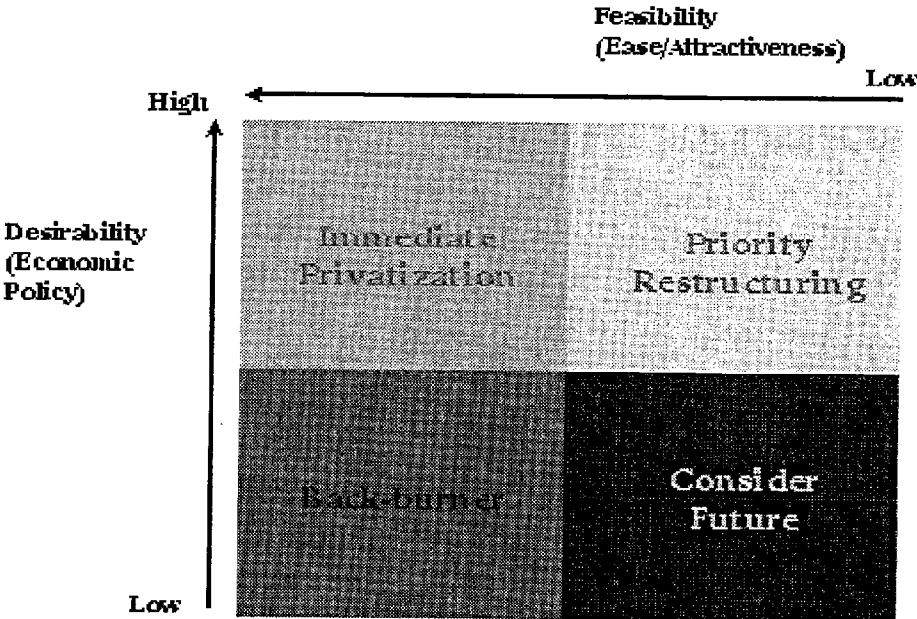 Feasibility
(Ease/Attractiveness)
Low
High
Desirability
(Economic
Policy)
Immediate
Privatization
Priority
Restructuring
Back-burner
Consider
Future
Low